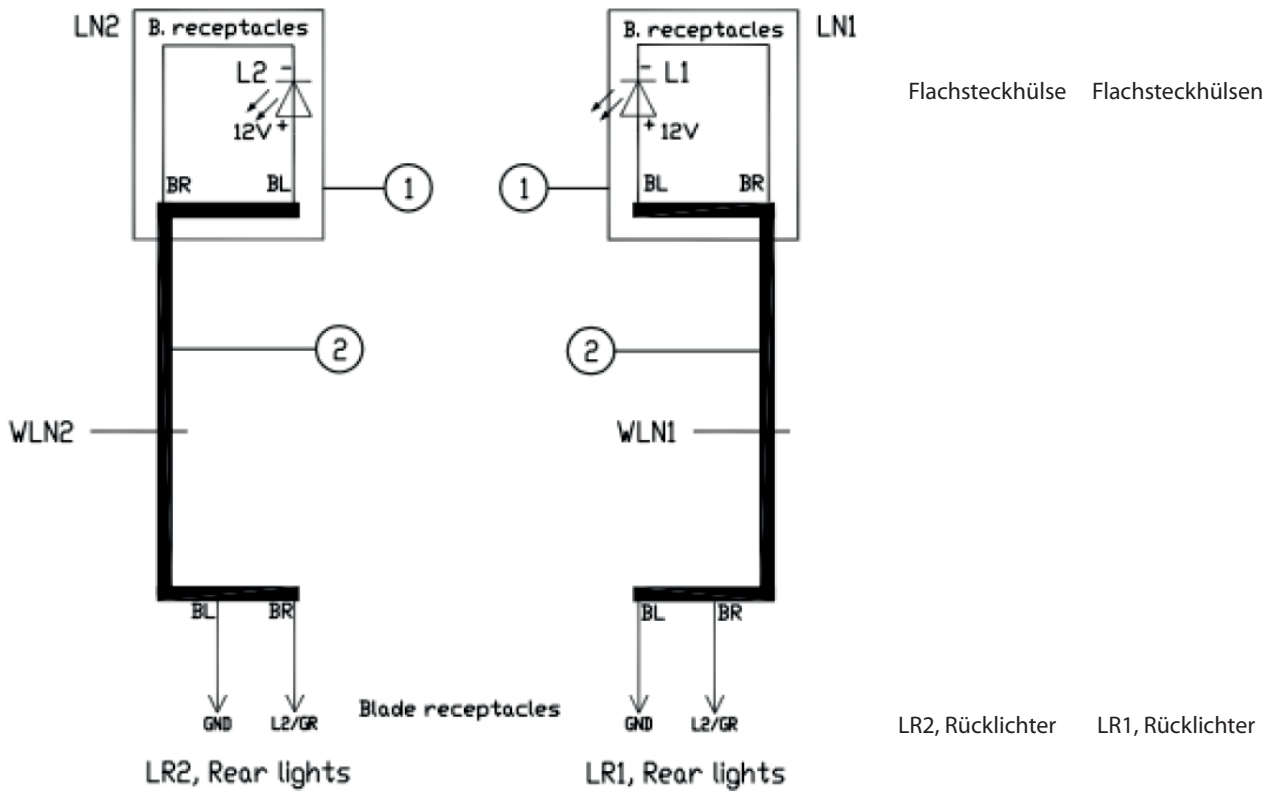 LN2
B. receptacles
B. receptacles
LN1
L2 -
- L1
12V +
+ 12V
Flachsteckhülse
Flachsteckhülsen
BR
BL
1
1
BL
BR
2
2
WLN2
WLN1
BL
BR
BL
BR
GND
L2/GR
Blade receptacles
GND
L2/GR
LR2, Rücklichter
LR1, Rücklichter
LR2, Rear lights
LR1, Rear lights